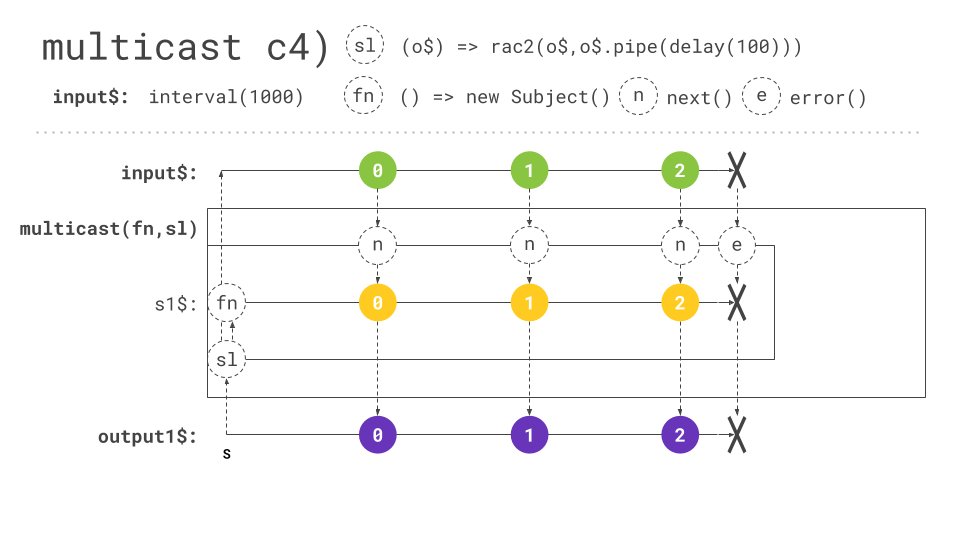 multicast c4) sl (o$) => rac2(o$,o$.pipe(delay(100)))
input$: interval(1000) fn () => new Subject() n next() e error()
input$: 0 1 2 X
multicast(fn,sl)
n n n e
s1$: fn 0 1 2 X
sl
output1$: 0 1 2 X
s